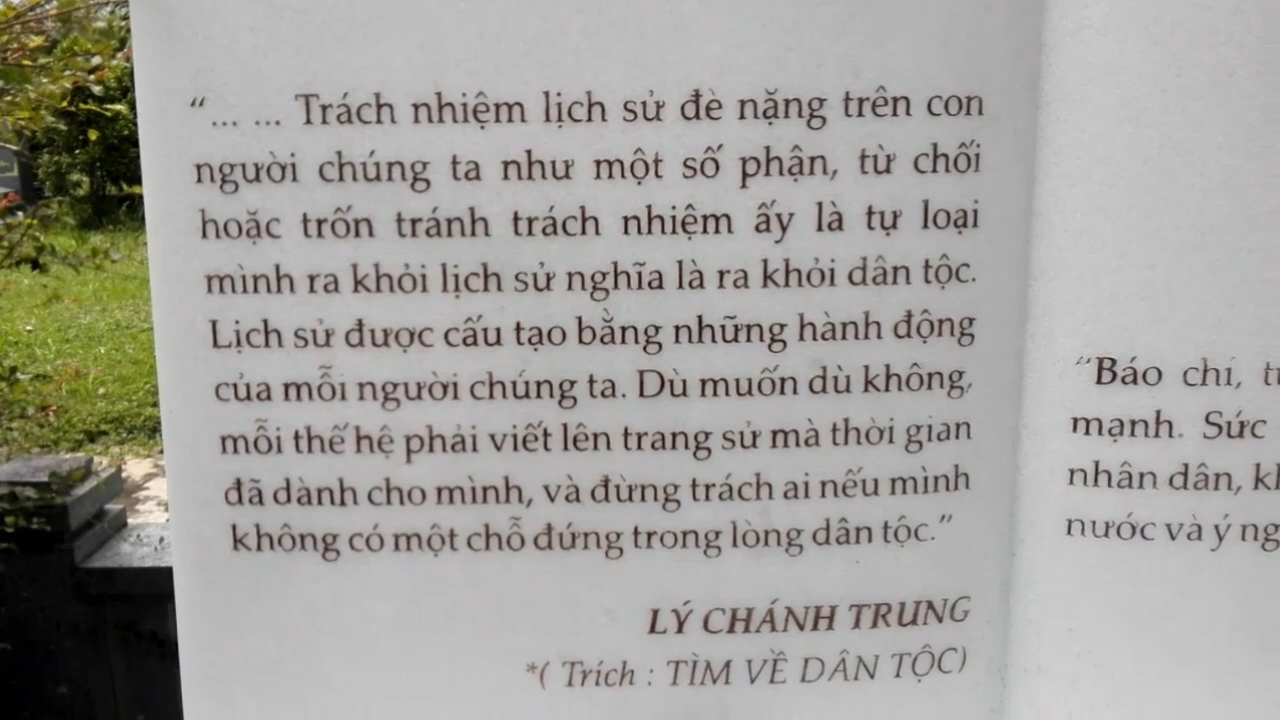 “... ... Trách nhiệm lịch sử đè nặng trên con
người chúng ta như một số phận, từ chối
hoặc trốn tránh trách nhiệm ấy là tự loại
mình ra khỏi lịch sử nghĩa là ra khỏi dân tộc.
Lịch sử được cấu tạo bằng những hành động
của mỗi người chúng ta. Dù muốn dù không,
mỗi thế hệ phải viết lên trang sử mà thời gian
đã dành cho mình, và đừng trách ai nếu mình
không có một chỗ đứng trong lòng dân tộc.”
LÝ CHÁNH TRUNG
*( Trích : TÌM VỀ DÂN TỘC)
“Báo chí,
mạnh. Sức
nhân dân,
nước và ý